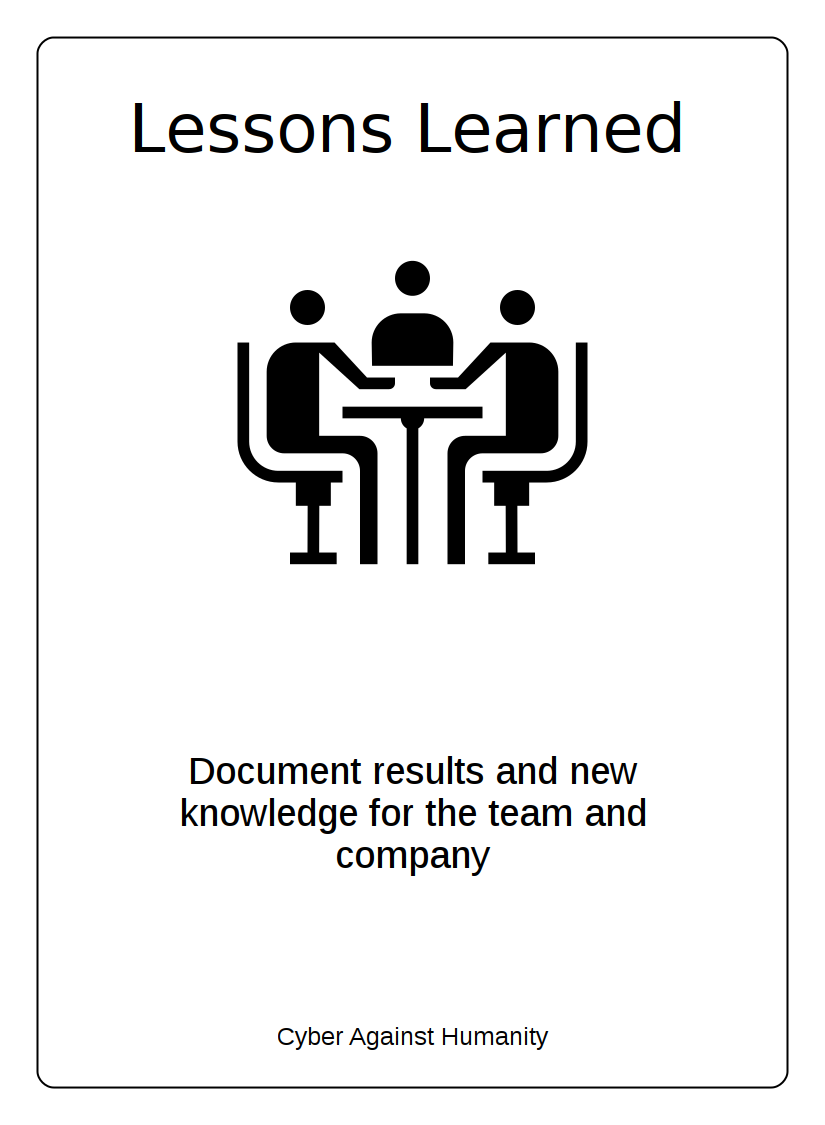 Lessons Learned
Document results and new
knowledge for the team and
company
Cyber Against Humanity